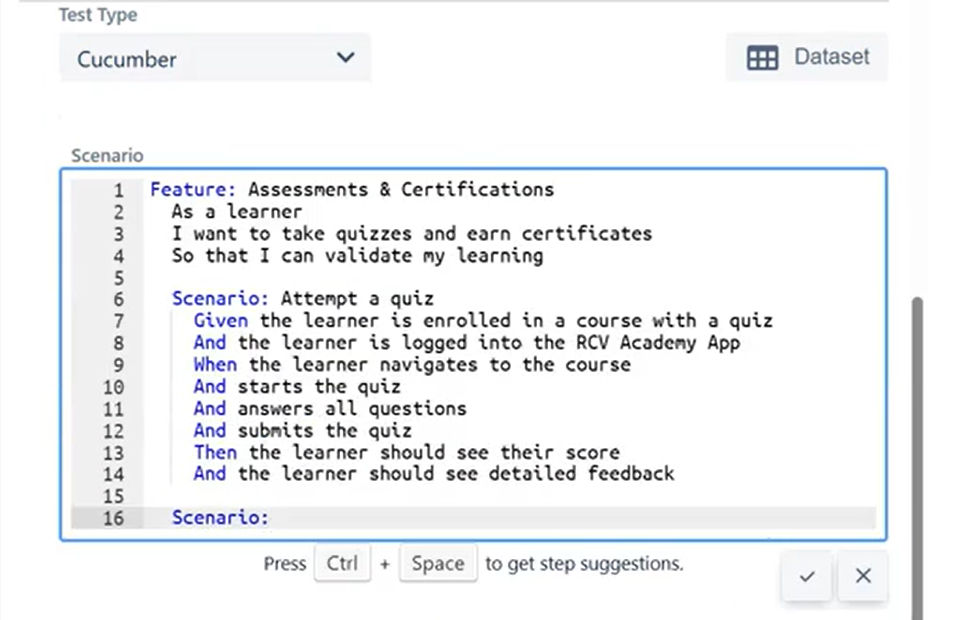 Test Type
Cucumber
Dataset
Scenario
1 Feature: Assessments & Certifications
2 As a learner
3 I want to take quizzes and earn certificates
4 So that I can validate my learning
5
6 Scenario: Attempt a quiz
7 Given the learner is enrolled in a course with a quiz
8 And the learner is logged into the RCV Academy App
9 When the learner navigates to the course
10 And starts the quiz
11 And answers all questions
12 And submits the quiz
13 Then the learner should see their score
14 And the learner should see detailed feedback
15
16 Scenario:
Press Ctrl + Space to get step suggestions.